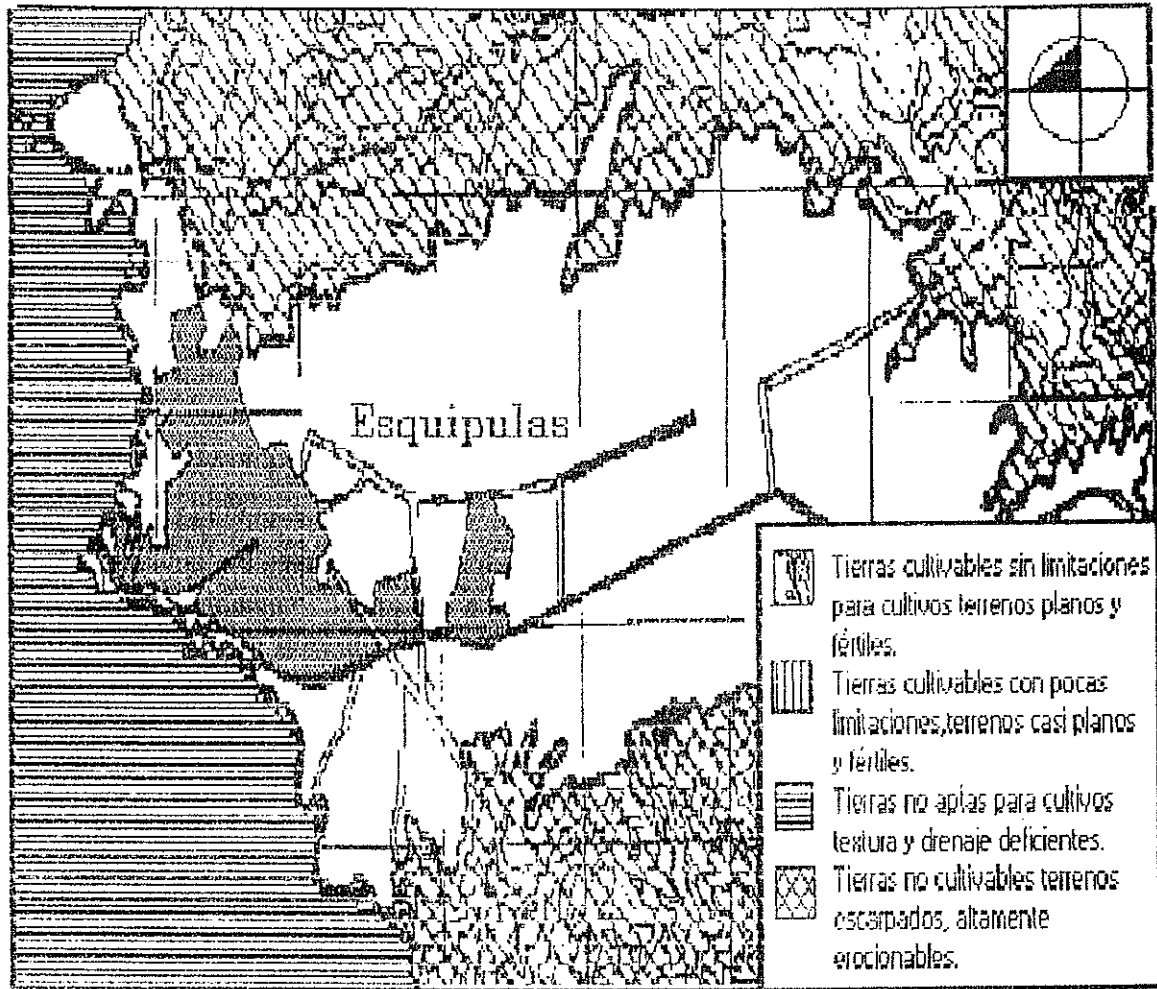 Esquipulas
Tierras cultivables sin limitaciones
para cultivos terrenos planos y
fértiles.
Tierras cultivables con pocas
limitaciones,terrenos casi planos
y fértiles.
Tierras no aptas para cultivos
textura y drenaje deficientes.
Tierras no cultivables terrenos
escarpados, altamente
erocionables.